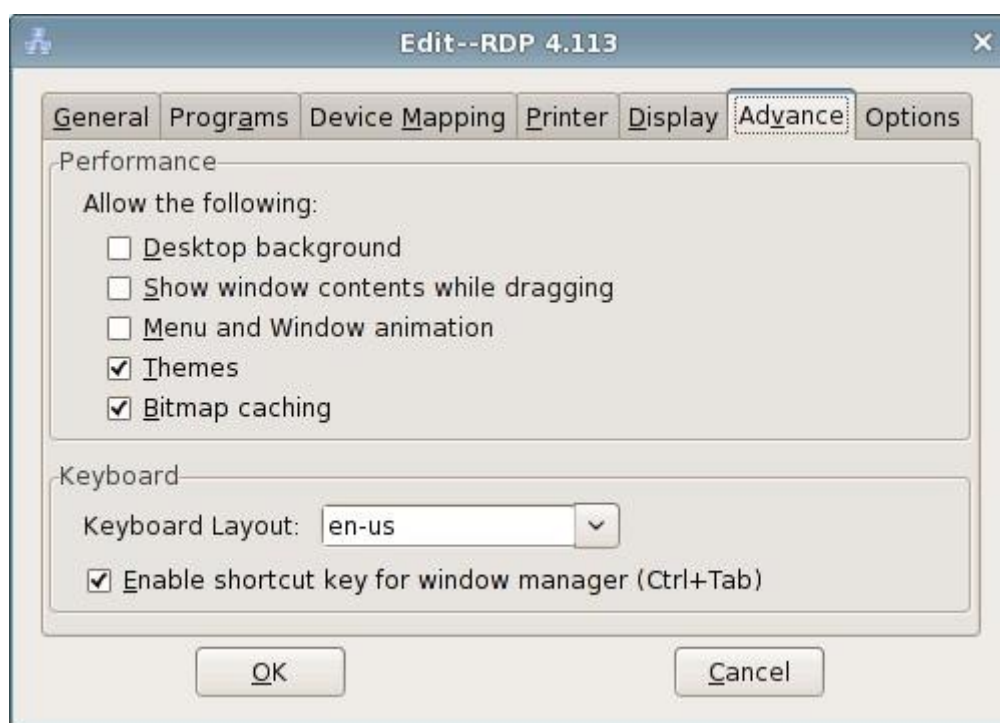 Edit--RDP 4.113
General Programs Device Mapping Printer Display Advance Options
Performance
Allow the following:
Desktop background
Show window contents while dragging
Menu and Window animation
Themes
Bitmap caching
Keyboard
Keyboard Layout: en-us
Enable shortcut key for window manager (Ctrl+Tab)
OK Cancel